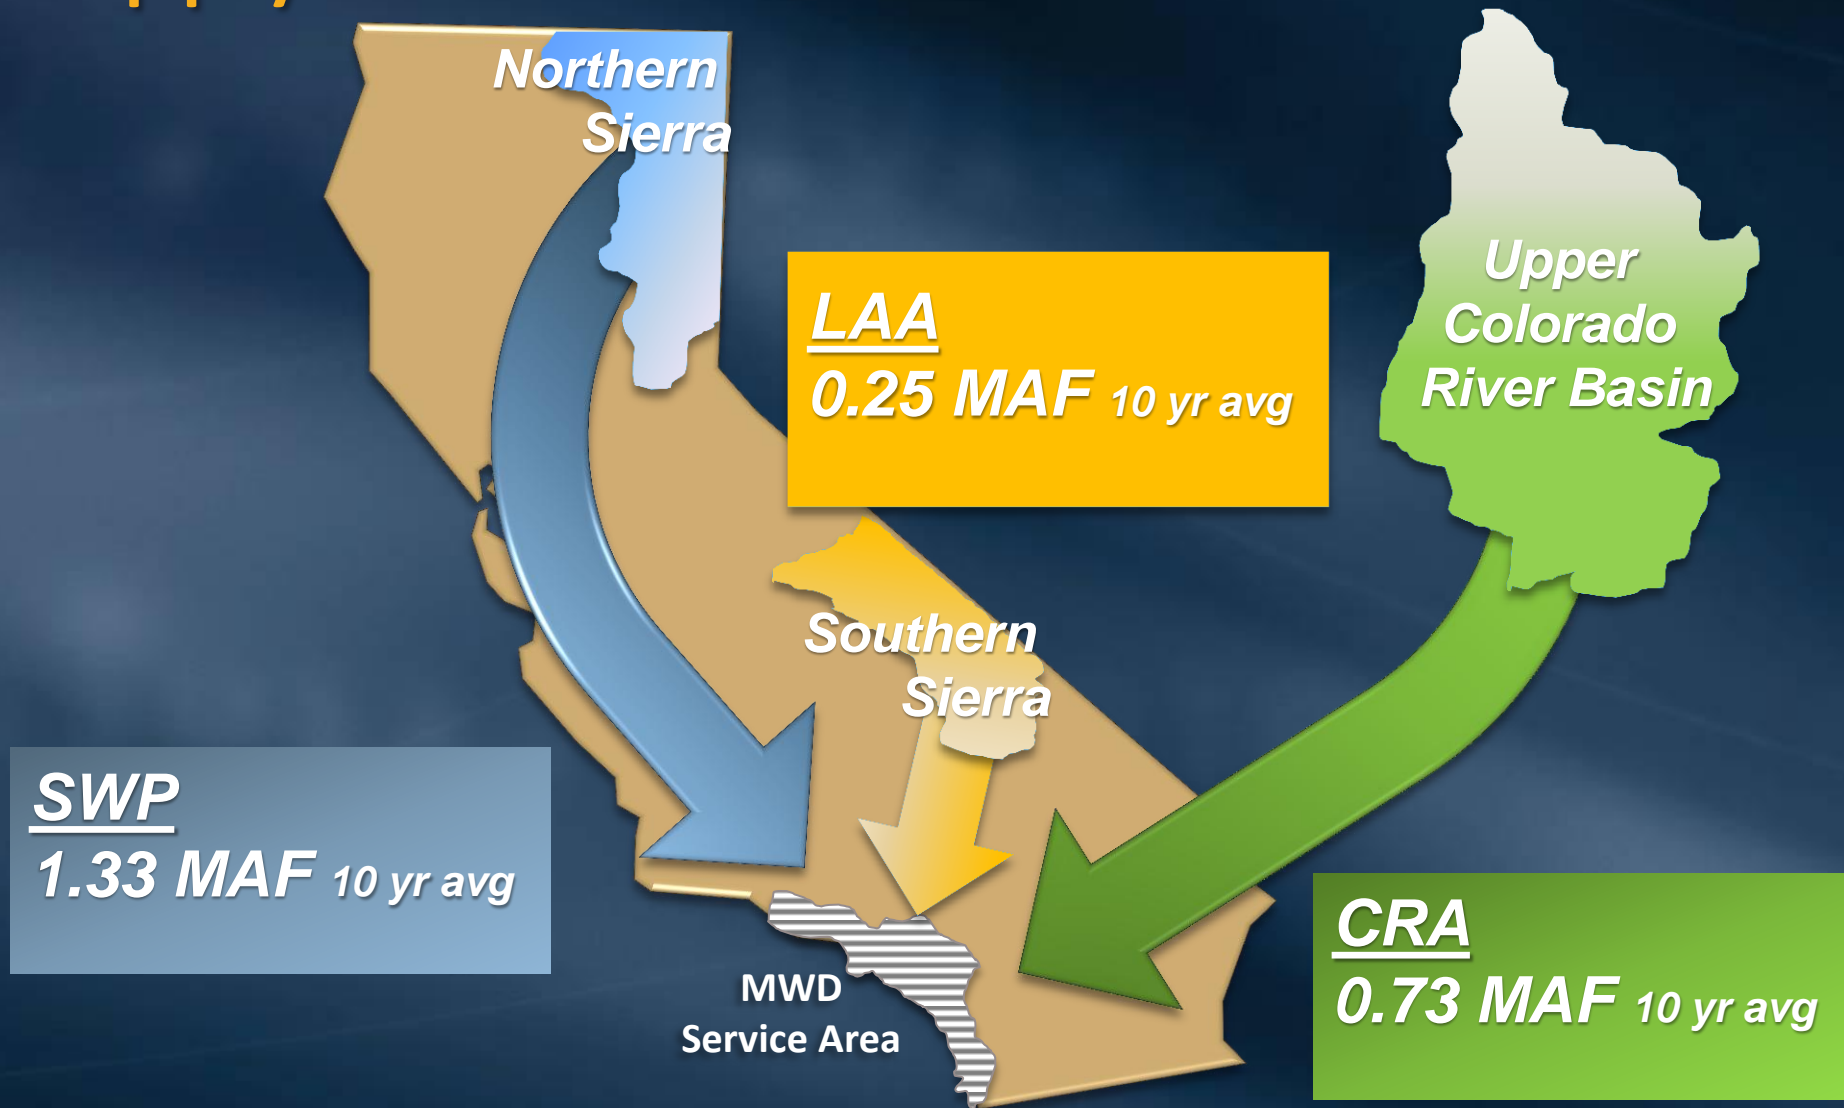 Northern
Sierra
Upper
Colorado
River Basin
LAA
0.25 MAF 10 yr avg
Southern
Sierra
SWP
1.33 MAF 10 yr avg
CRA
0.73 MAF 10 yr avg
MWD
Service Area